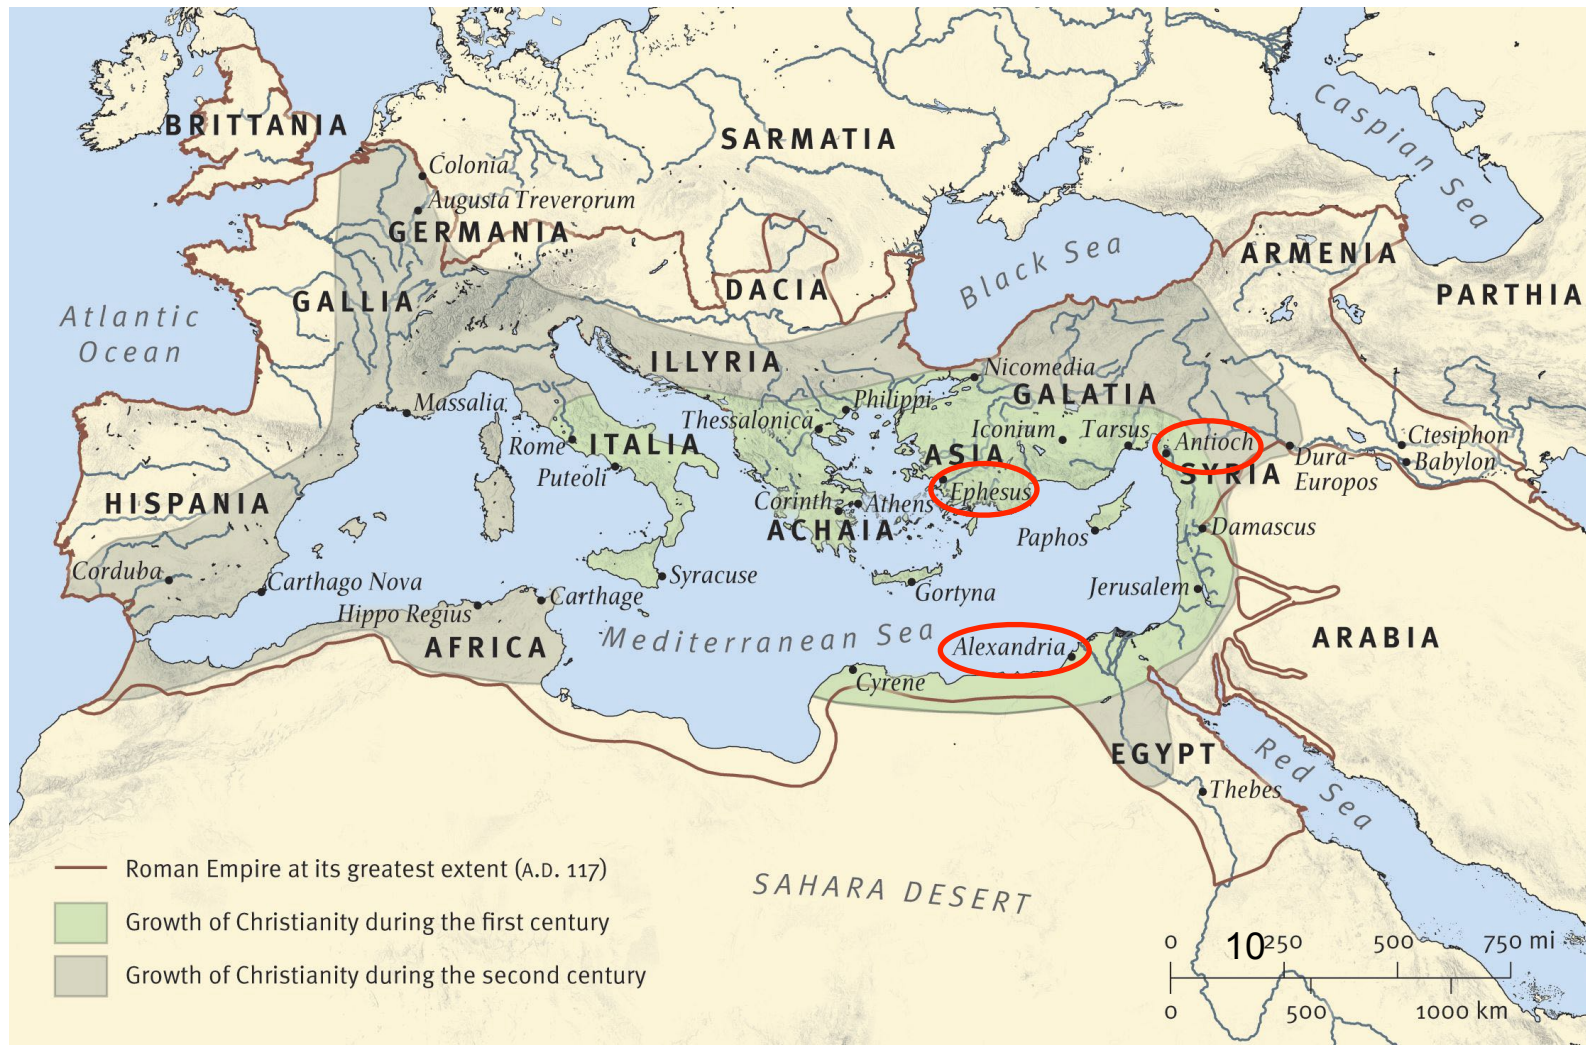 BRITTANIA
SARMATIA
Caspian Sea
Colonia
Augusta Treverorum
GERMANIA
Black Sea
ARMENIA
GALLIA
DACIA
PARTHIA
Atlantic
Ocean
ILLYRIA
Nicomedia
GALATIA
Massalia
Philippi
Thessalonica
Rome
ITALIA
Iconium
Tarsus
Antioch
Ctesiphon
ASIA
Puteoli
SYRIA
Dura-
Europos
Babylon
HISPANIA
Corinth
Athens
Ephesus
ACHAIA
Paphos
Damascus
Corduba
Carthago Nova
Syracuse
Gortyna
Jerusalem
Hippo Regius
Carthage
AFRICA
Mediterranean Sea
Alexandria
ARABIA
Cyrene
EGYPT
Red Sea
Thebes
Roman Empire at its greatest extent (A.D. 117)
Growth of Christianity during the first century
Growth of Christianity during the second century
SAHARA DESERT
10
0 250 500 750 mi
0 500 1000 km